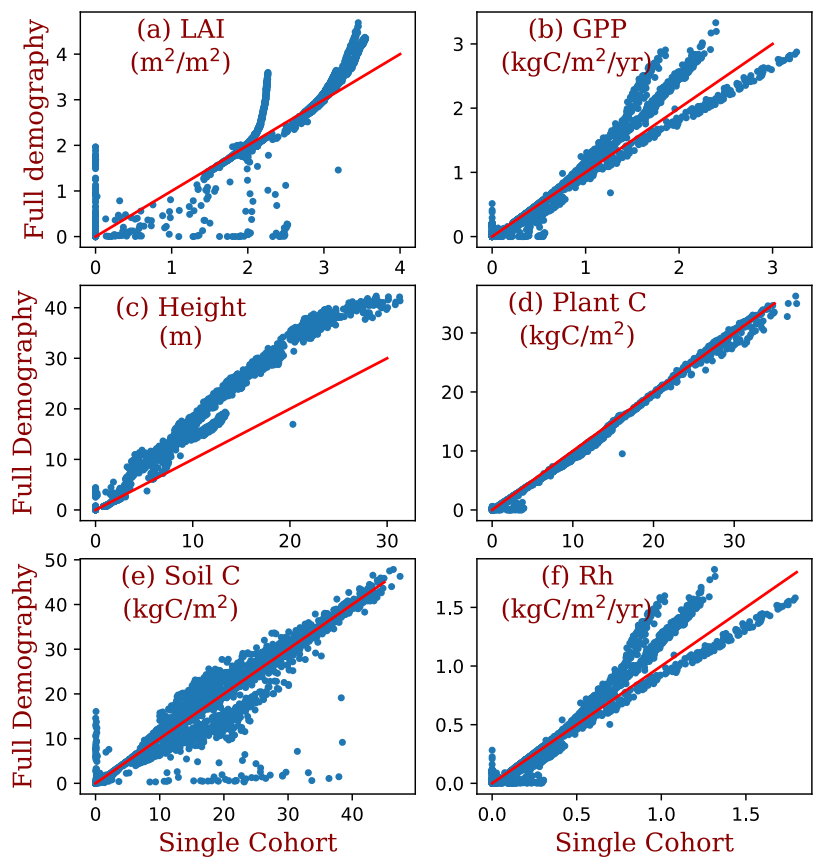 (a) LAI
(m²/m²)
Full demography
4
3
2
1
0
0 1 2 3 4
(b) GPP
(kgC/m²/yr)
3
2
1
0
0 1 2 3
(c) Height
(m)
Full Demography
40
30
20
10
0
0 10 20 30
(d) Plant C
(kgC/m²)
30
20
10
0
0 10 20 30
(e) Soil C
(kgC/m²)
Full Demography
50
40
30
20
10
0
0 10 20 30 40
Single Cohort
(f) Rh
(kgC/m²/yr)
1.5
1.0
0.5
0.0
0.0 0.5 1.0 1.5
Single Cohort